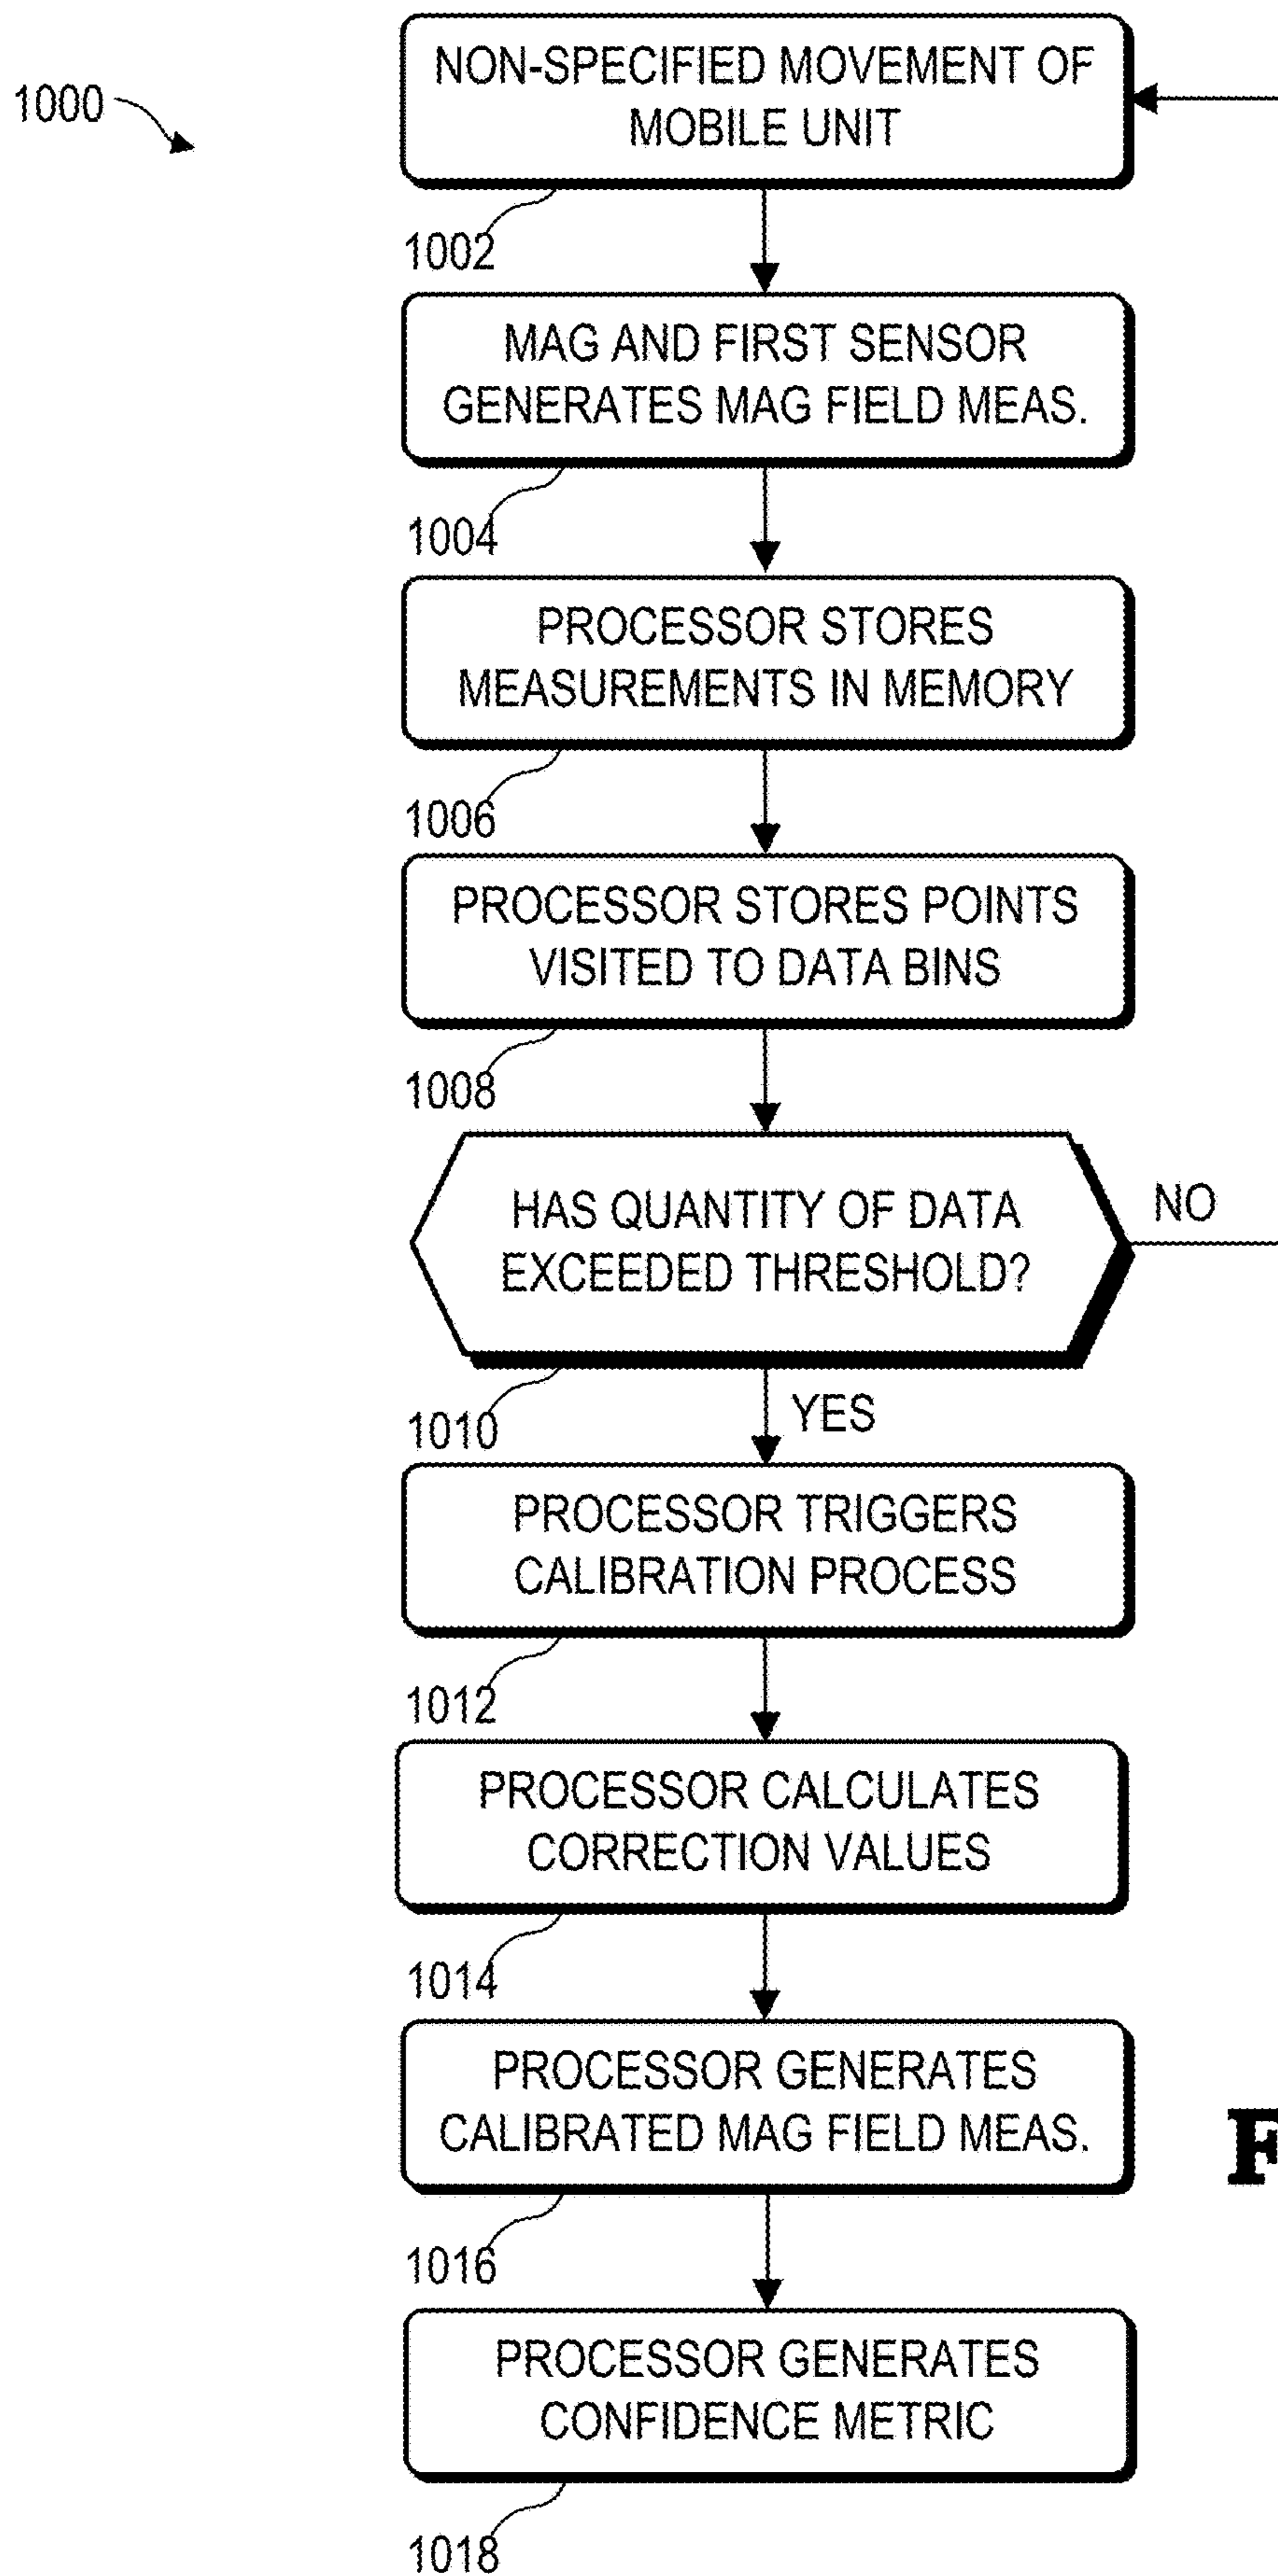 1000
NON-SPECIFIED MOVEMENT OF
MOBILE UNIT
1002
MAG AND FIRST SENSOR
GENERATES MAG FIELD MEAS.
1004
PROCESSOR STORES
MEASUREMENTS IN MEMORY
1006
PROCESSOR STORES POINTS
VISITED TO DATA BINS
1008
HAS QUANTITY OF DATA
EXCEEDED THRESHOLD?
NO
1010
YES
PROCESSOR TRIGGERS
CALIBRATION PROCESS
1012
PROCESSOR CALCULATES
CORRECTION VALUES
1014
PROCESSOR GENERATES
CALIBRATED MAG FIELD MEAS.
F
1016
PROCESSOR GENERATES
CONFIDENCE METRIC
1018